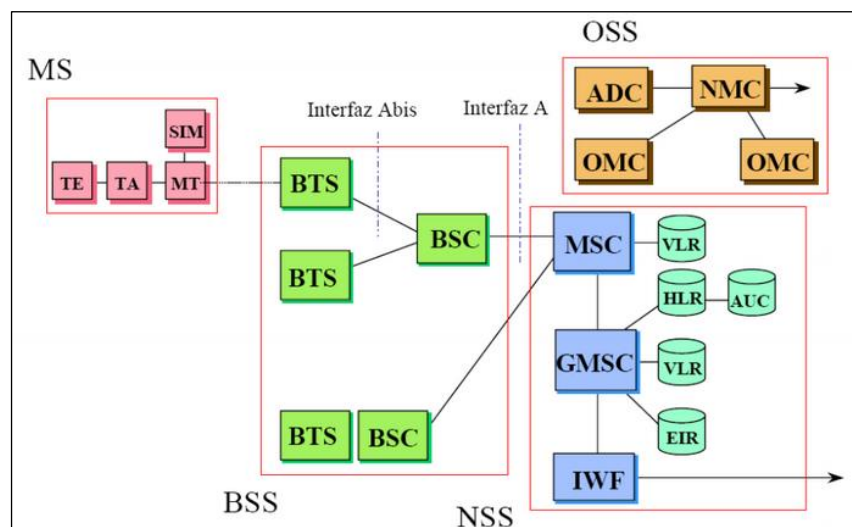 OSS
MS
ADC NMC
OMC OMC
Interfaz Abis Interfaz A
SIM
TE TA MT
BTS
BSC
BTS
BTS BSC
BSS
MSC VLR
HLR AUC
GMSC VLR
EIR
IWF
NSS